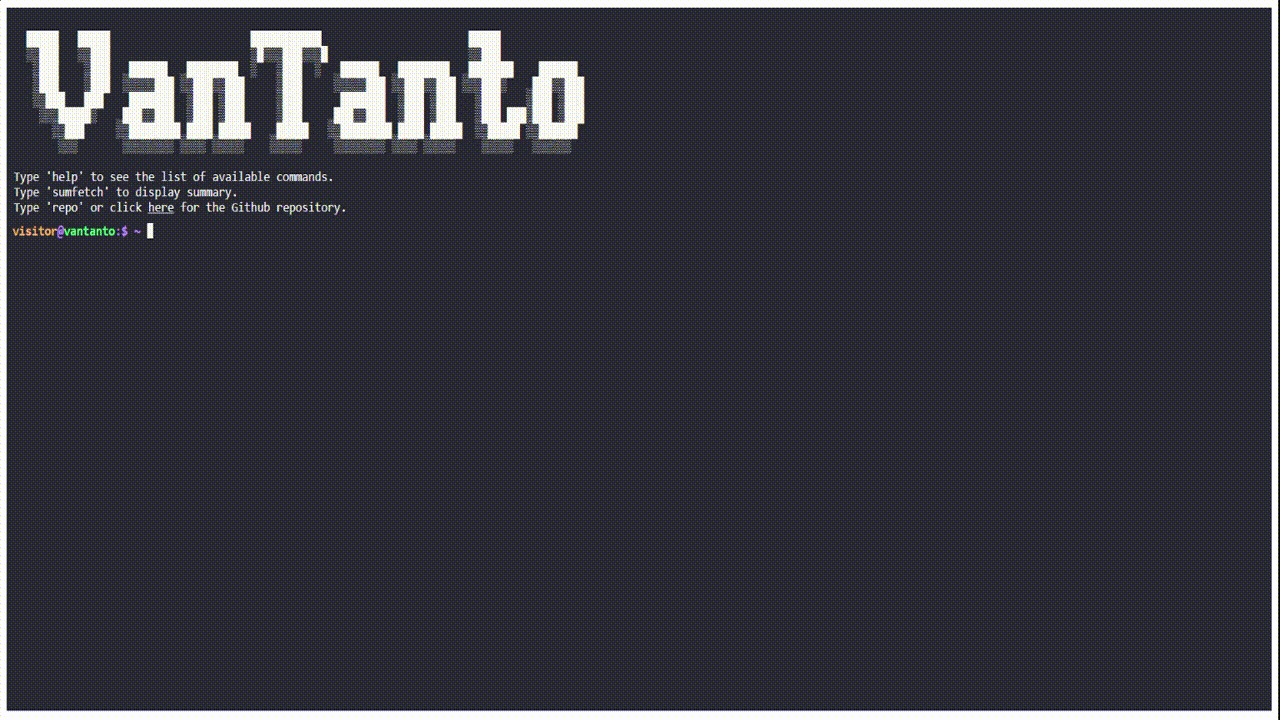 VanTanto
Type 'help' to see the list of available commands.
Type 'sumfetch' to display summary.
Type 'repo' or click here for the Github repository.
visitor@vantanto:$ ~